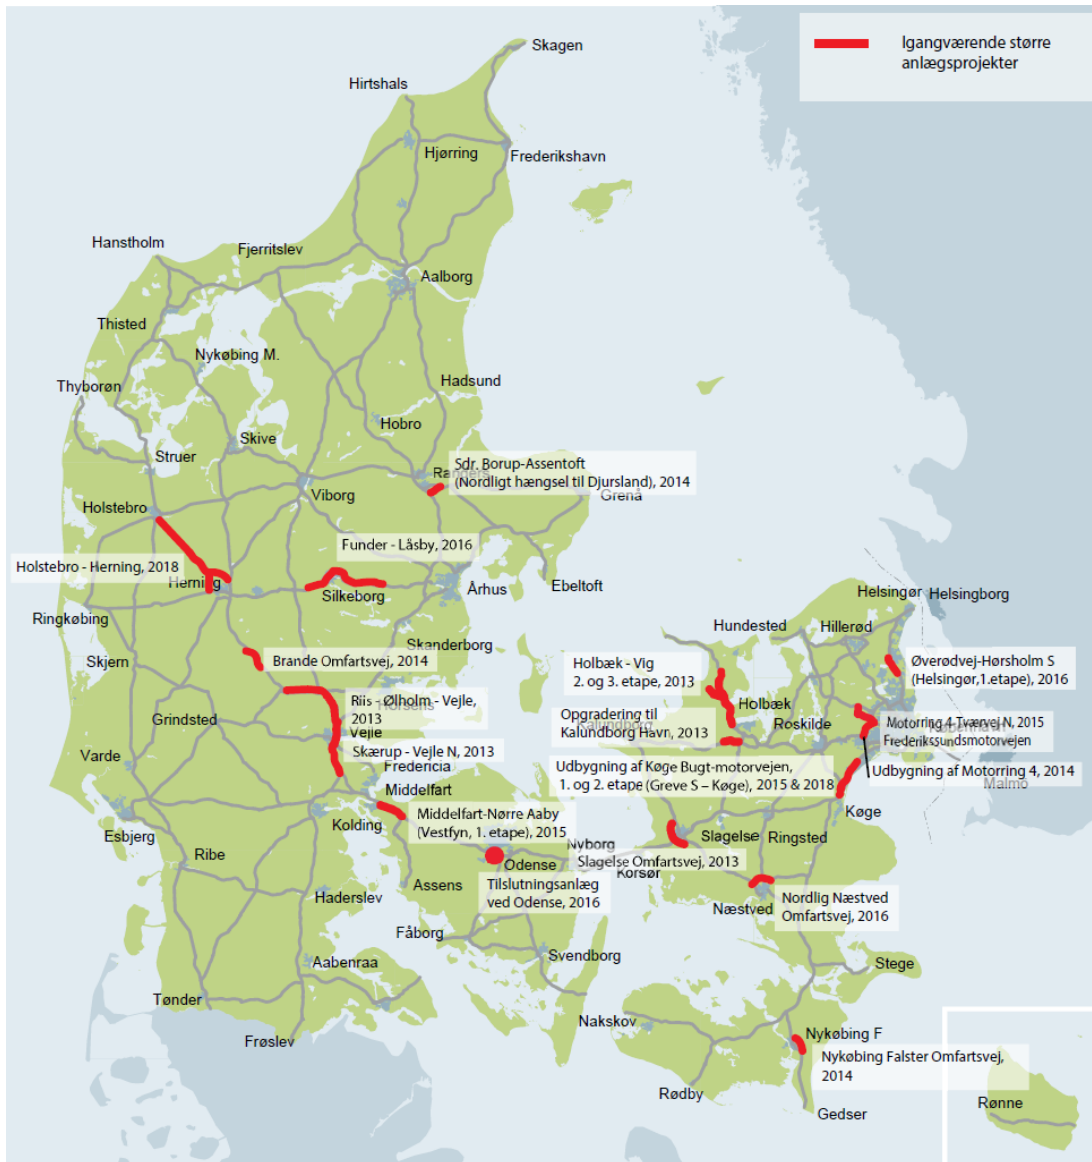 Igangværende større
anlægsprojekter
Skagen
Hirtshals
Hjørring
Frederikshavn
Hanstholm
Fjerritslev
Aalborg
Thisted
Nykøbing M.
Thyborøn
Hadsund
Hobro
Skive
Struer
Sdr. Borup-Assentoft
(Nordligt hængsel til Djursland), 2014
Randers
Grenå
Viborg
Holstebro
Funder - Låsby, 2016
Holstebro - Herning, 2018
Herning
Silkeborg
Århus
Ebeltoft
Ringkøbing
Skanderborg
Skjern
Brande Omfartsvej, 2014
Riis - Ølholm - Vejle,
2013
Horsens
Grindsted
Vejle
Skærup - Vejle N, 2013
Varde
Fredericia
Middelfart
Esbjerg
Kolding
Middelfart-Nørre Aaby
(Vestfyn, 1. etape), 2015
Ribe
Nyborg
Odense
Assens
Tilslutningsanlæg
ved Odense, 2016
Haderslev
Fåborg
Svendborg
Aabenraa
Tønder
Frøslev
Helsingør
Helsingborg
Hundested
Hillerød
Øverødvej-Hørsholm S
(Helsingør,1.etape), 2016
Holbæk - Vig
2. og 3. etape, 2013
Holbæk
Roskilde
Opgradering til
Kalundborg Havn, 2013
Kalundborg
Motorring 4 Tværvej N, 2015
Frederikssundsmotorvejen
København
Udbygning af Motorring 4, 2014
Malmø
Udbygning af Køge Bugt-motorvejen,
1. og 2. etape (Greve S – Køge), 2015 & 2018
Køge
Slagelse
Ringsted
Slagelse Omfartsvej, 2013
Korsør
Næstved
Nordlig Næstved
Omfartsvej, 2016
Stege
Nakskov
Nykøbing F
Nykøbing Falster Omfartsvej,
2014
Rødby
Gedser
Rønne